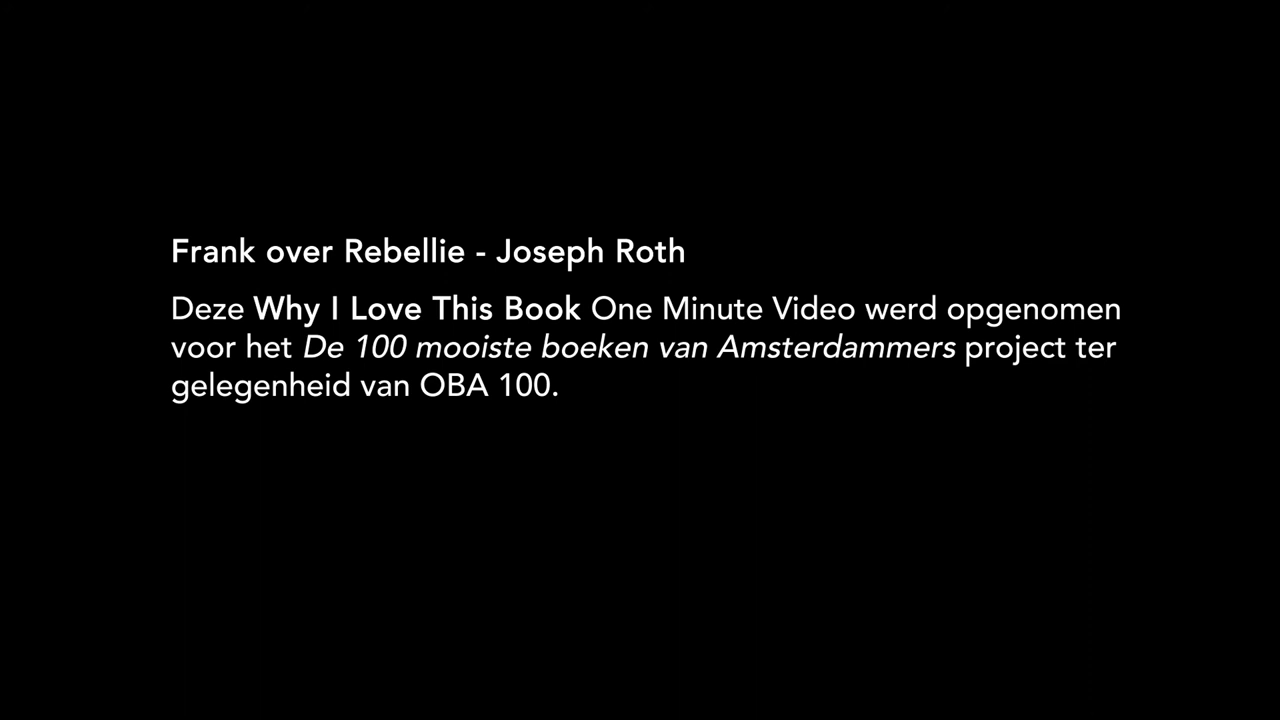 Frank over Rebellie - Joseph Roth
Deze Why I Love This Book One Minute Video werd opgenomen
voor het De 100 mooiste boeken van Amsterdammers project ter
gelegenheid van OBA 100.